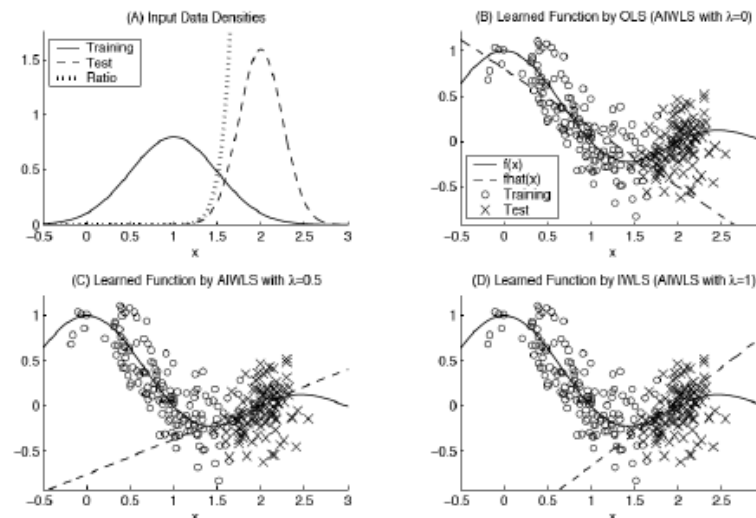 (A) Input Data Densities
Training
Test
Ratio
1.5
1
0.5
0
-0.5 0 0.5 1 1.5 2 2.5 3
x
(B) Learned Function by OLS (AIWLS with λ=0)
1
0.5
0
-0.5
f(x)
fhat(x)
Training
Test
-0.5 0 0.5 1 1.5 2 2.5
x
(C) Learned Function by AIWLS with λ=0.5
1
0.5
0
-0.5
-0.5 0 0.5 1 1.5 2 2.5 3
x
(D) Learned Function by IWLS (AIWLS with λ=1)
1
0.5
0
-0.5
-0.5 0 0.5 1 1.5 2 2.5
x